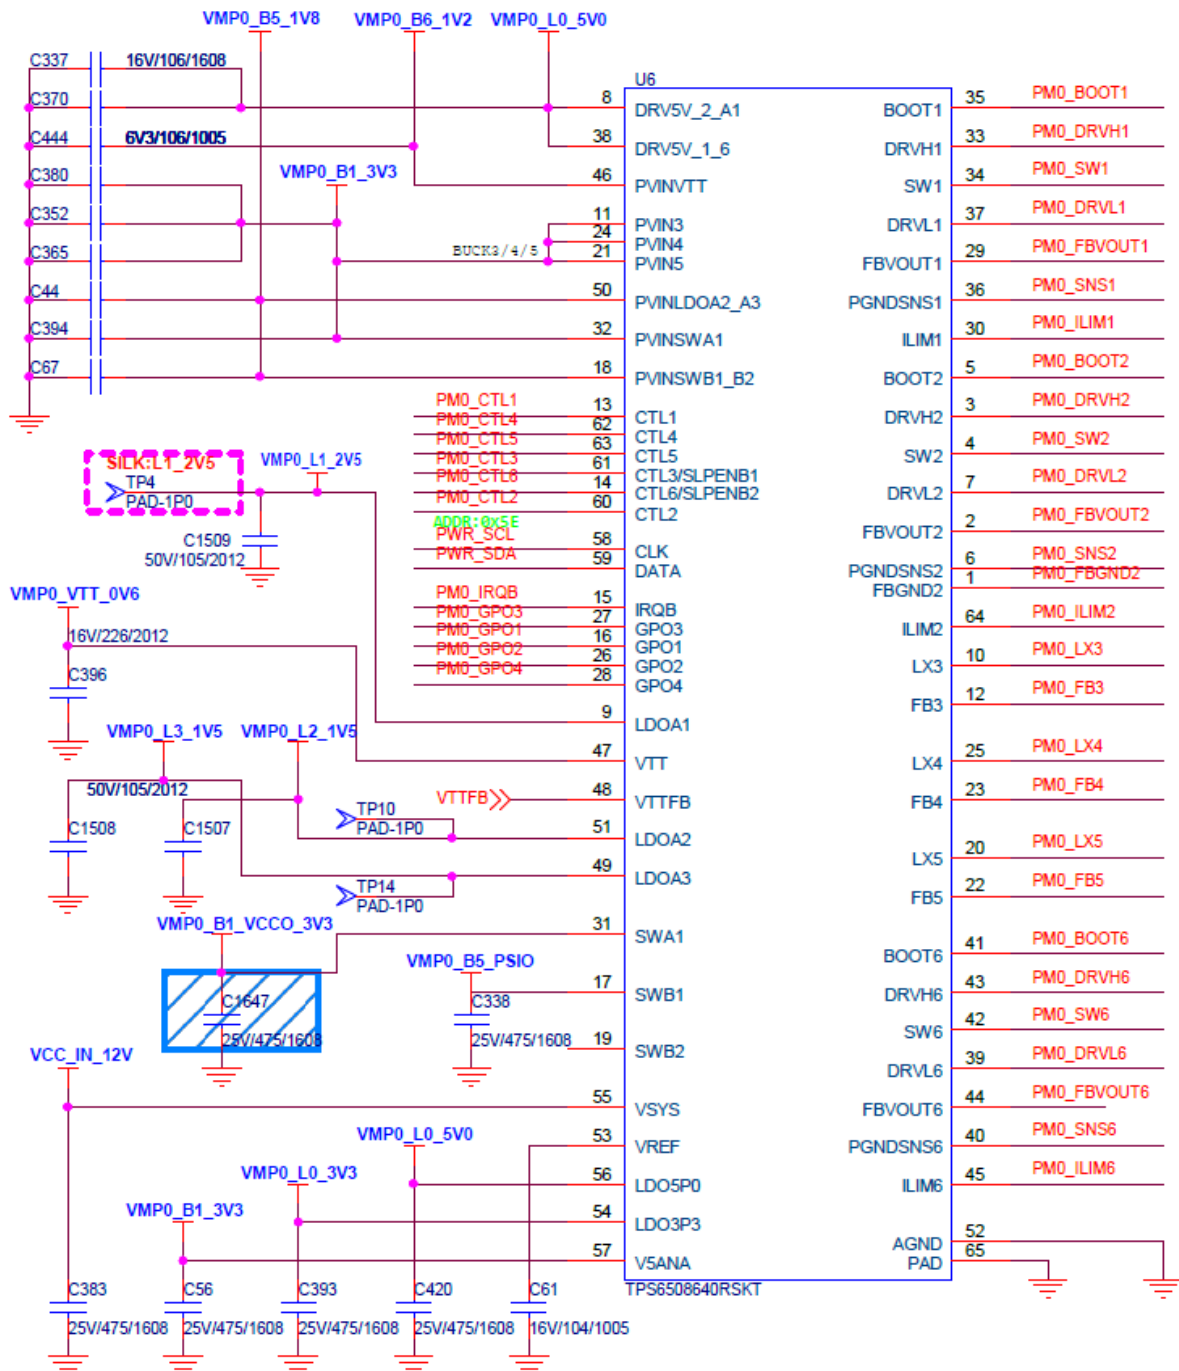 VMP0_B5_1V8 VMP0_B6_1V2 VMP0_L0_5V0
C337 16V/106/1608
U6
C370 8 DRV5V_2_A1 BOOT1 35 PM0_BOOT1
C444 6V3/106/1005 38 DRV5V_1_6 DRVH1 33 PM0_DRVH1
VMP0_B1_3V3
C380 46 PVINVTT SW1 34 PM0_SW1
C352 11 PVIN3 DRVL1 37 PM0_DRVL1
24 PVIN4
C365 BUCK3/4/5 21 PVIN5 FBVOUT1 29 PM0_FBVOUT1
C44 50 PVINLDOA2_A3 PGNDSNS1 36 PM0_SNS1
C394 32 PVINSWA1 ILIM1 30 PM0_ILIM1
C67 18 PVINSWB1_B2 BOOT2 5 PM0_BOOT2
PM0_CTL1 13 CTL1 DRVH2 3 PM0_DRVH2
PM0_CTL4 62 CTL4
PM0_CTL5 63 CTL5 SW2 4 PM0_SW2
PM0_CTL3 61 CTL3/SLPENB1
PM0_CTL6 14 CTL6/SLPENB2 DRVL2 7 PM0_DRVL2
PM0_CTL2 60 CTL2
SILK:L1_2V5 VMP0_L1_2V5
TP4
PAD-1P0
ADDR:0x5E
FBVOUT2 2 PM0_FBVOUT2
C1509
50V/105/2012
PWR_SCL 58 CLK
PWR_SDA 59 DATA PGNDSNS2 6 PM0_SNS2
FBGND2 1 PM0_FBGND2
VMP0_VTT_0V6
PM0_IRQB 15 IRQB
PM0_GPO3 27 GPO3 ILIM2 64 PM0_ILIM2
PM0_GPO1 16 GPO1
PM0_GPO2 26 GPO2 LX3 10 PM0_LX3
PM0_GPO4 28 GPO4
16V/226/2012
C396
FB3 12 PM0_FB3
9 LDOA1
VMP0_L3_1V5 VMP0_L2_1V5
47 VTT LX4 25 PM0_LX4
50V/105/2012
VTTFB 48 VTTFB FB4 23 PM0_FB4
C1508 C1507
TP10
PAD-1P0
51 LDOA2
LX5 20 PM0_LX5
49 LDOA3
TP14
PAD-1P0
FB5 22 PM0_FB5
VMP0_B1_VCCO_3V3
31 SWA1
BOOT6 41 PM0_BOOT6
VMP0_B5_PSIO
17 SWB1 DRVH6 43 PM0_DRVH6
C1647 C338
25V/475/1608 25V/475/1608
SW6 42 PM0_SW6
19 SWB2
VCC_IN_12V
DRVL6 39 PM0_DRVL6
55 VSYS FBVOUT6 44 PM0_FBVOUT6
VMP0_L0_5V0
53 VREF PGNDSNS6 40 PM0_SNS6
VMP0_L0_3V3
56 LDO5P0 ILIM6 45 PM0_ILIM6
VMP0_B1_3V3
54 LDO3P3
AGND 52
57 V5ANA PAD 65
C383 C56 C393 C420 C61
TPS6508640RSKT
25V/475/1608 25V/475/1608 25V/475/1608 25V/475/1608 16V/104/1005